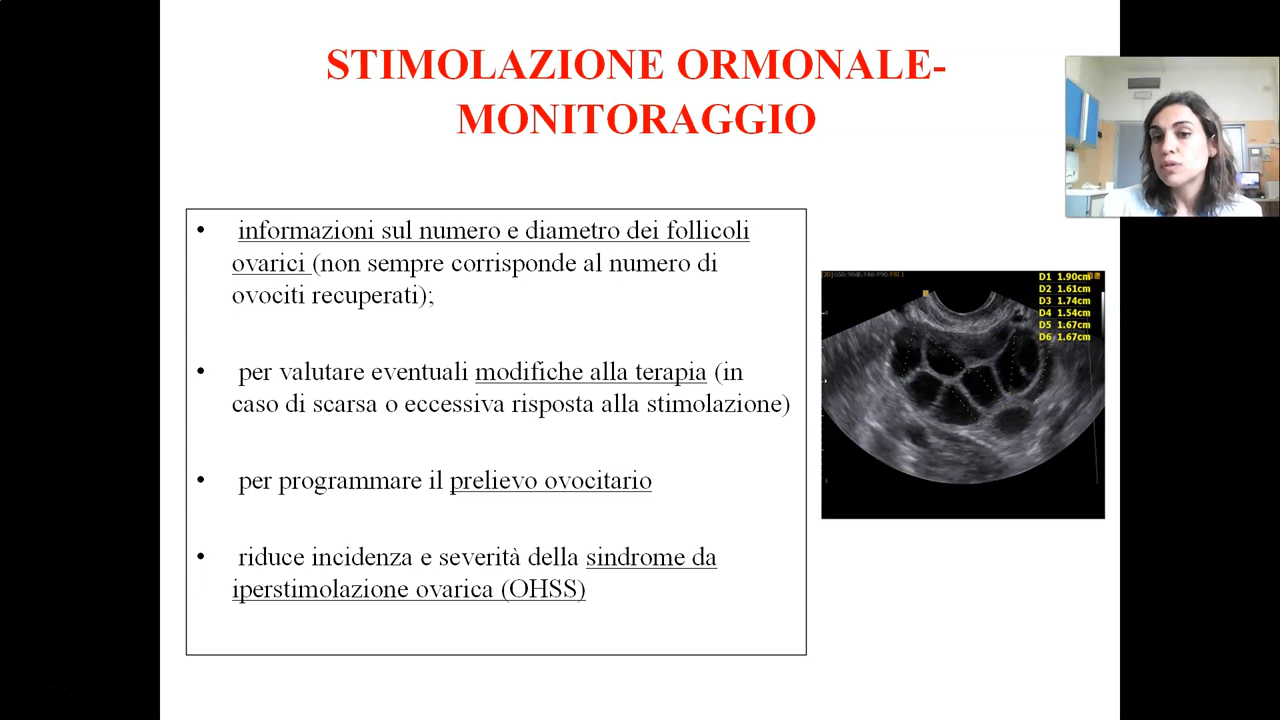 STIMOLAZIONE ORMONALE-
MONITORAGGIO
• informazioni sul numero e diametro dei follicoli
ovarici (non sempre corrisponde al numero di
ovociti recuperati);
• per valutare eventuali modifiche alla terapia (in
caso di scarsa o eccessiva risposta alla stimolazione)
• per programmare il prelievo ovocitario
• riduce incidenza e severità della sindrome da
iperstimolazione ovarica (OHSS)
D1 1.90cm
D2 1.61cm
D3 1.74cm
D4 1.54cm
D5 1.67cm
D6 1.67cm